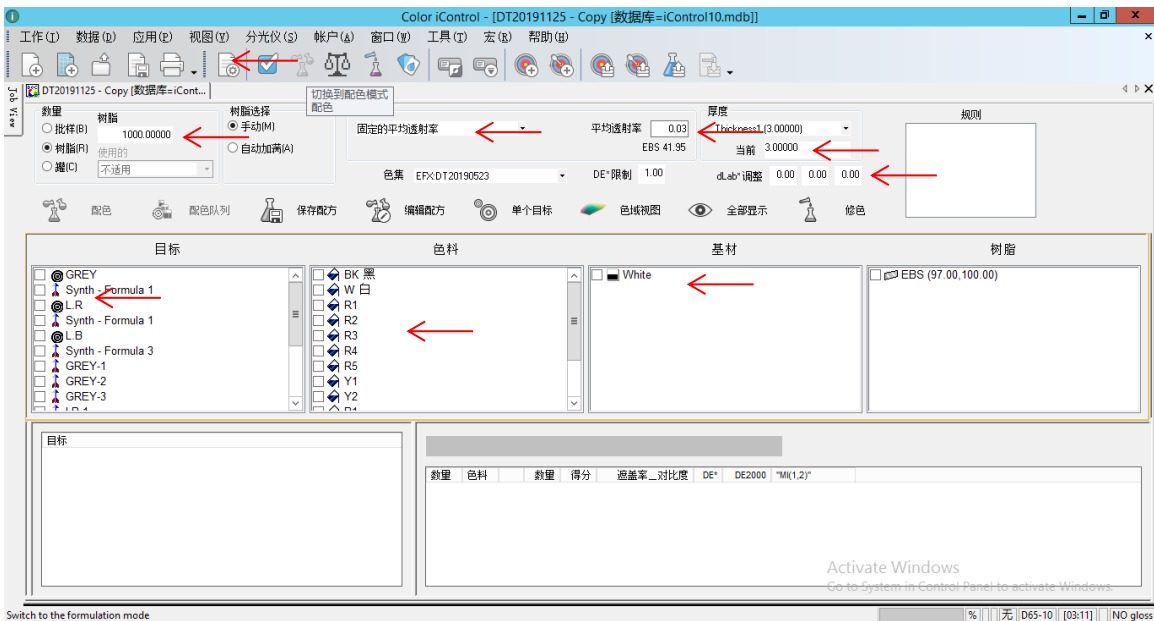 Color iControl - [DT20191125 - Copy [数据库=iControl10.mdb]]
工作(I) 数据(D) 应用(P) 视图(Y) 分光仪(S) 帐户(A) 窗口(W) 工具(T) 宏(R) 帮助(H)
Job View
DT20191125 - Copy [数据库=iCont...
切换到配色模式
配色
数量
批样(B)
树脂(R)
罐(C)
树脂
1000.00000
使用的
不适用
树脂选择
手动(M)
自动加荷(A)
固定的平均透射率
平均透射率 0.03
EBS 41.95
色集 EFX:DT20190523
DE*限制 1.00
厚度
Thickness1 (3.00000)
当前 3.00000
dLab*调整 0.00 0.00 0.00
规则
配色 配色队列 保存配方 编辑配方 单个目标 色域视图 全部显示 修色
目标
GREY
Synth - Formula 1
L.R
Synth - Formula 1
L.B
Synth - Formula 3
GREY-1
GREY-2
GREY-3
色料
BK 黑
W 白
R1
R2
R3
R4
R5
Y1
Y2
基材
White
树脂
EBS (97.00,100.00)
目标
数量 色料 数量 得分 遮盖率_对比度 DE* DE2000 "MI(1,2)"
Activate Windows
Go to System in Control Panel to activate Windows.
Switch to the formulation mode
% 无 D65-10 [03:11] NO gloss